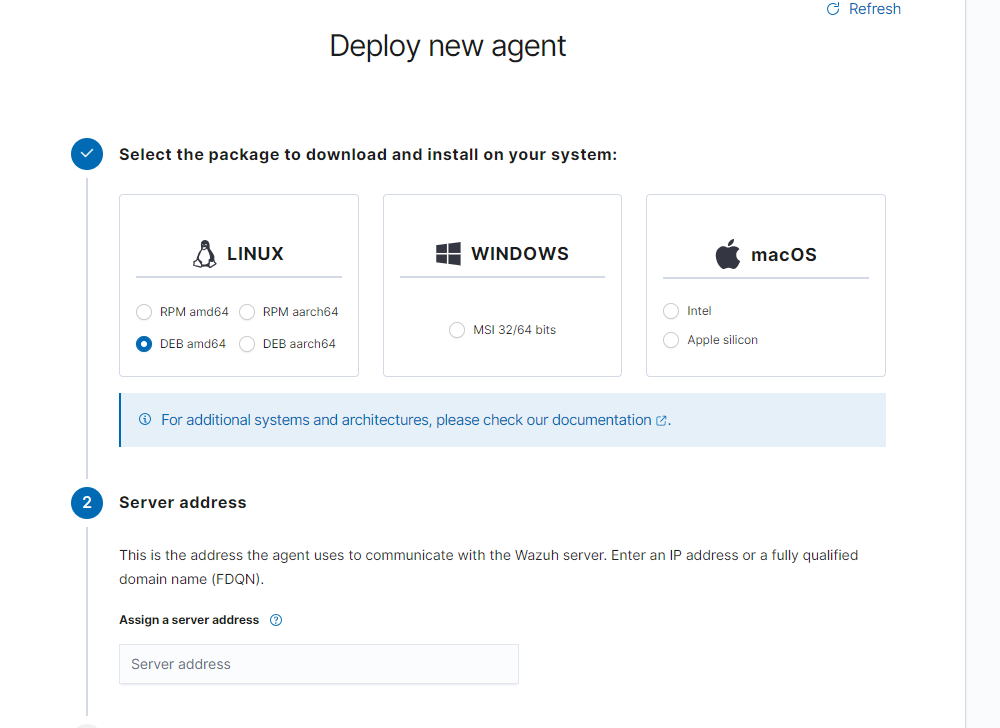 Refresh
Deploy new agent
Select the package to download and install on your system:
LINUX
RPM amd64
RPM aarch64
DEB amd64
DEB aarch64
WINDOWS
MSI 32/64 bits
macOS
Intel
Apple silicon
For additional systems and architectures, please check our documentation.
2
Server address
This is the address the agent uses to communicate with the Wazuh server. Enter an IP address or a fully qualified
domain name (FDQN).
Assign a server address
Server address